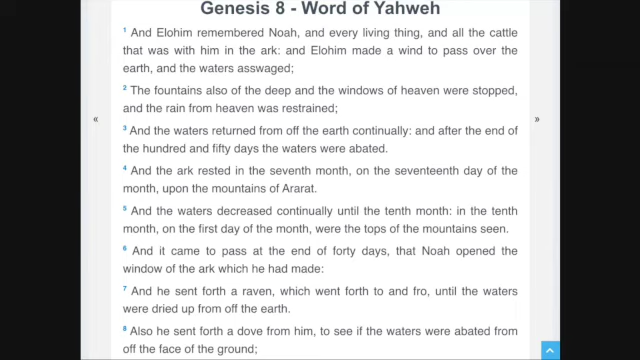 Genesis 8 - Word of Yahweh
1 And Elohim remembered Noah, and every living thing, and all the cattle
that was with him in the ark: and Elohim made a wind to pass over the
earth, and the waters asswaged;
2 The fountains also of the deep and the windows of heaven were stopped,
and the rain from heaven was restrained;
3 And the waters returned from off the earth continually: and after the end of
the hundred and fifty days the waters were abated.
4 And the ark rested in the seventh month, on the seventeenth day of the
month, upon the mountains of Ararat.
5 And the waters decreased continually until the tenth month: in the tenth
month, on the first day of the month, were the tops of the mountains seen.
6 And it came to pass at the end of forty days, that Noah opened the
window of the ark which he had made:
7 And he sent forth a raven, which went forth to and fro, until the waters
were dried up from off the earth.
8 Also he sent forth a dove from him, to see if the waters were abated from
off the face of the ground;